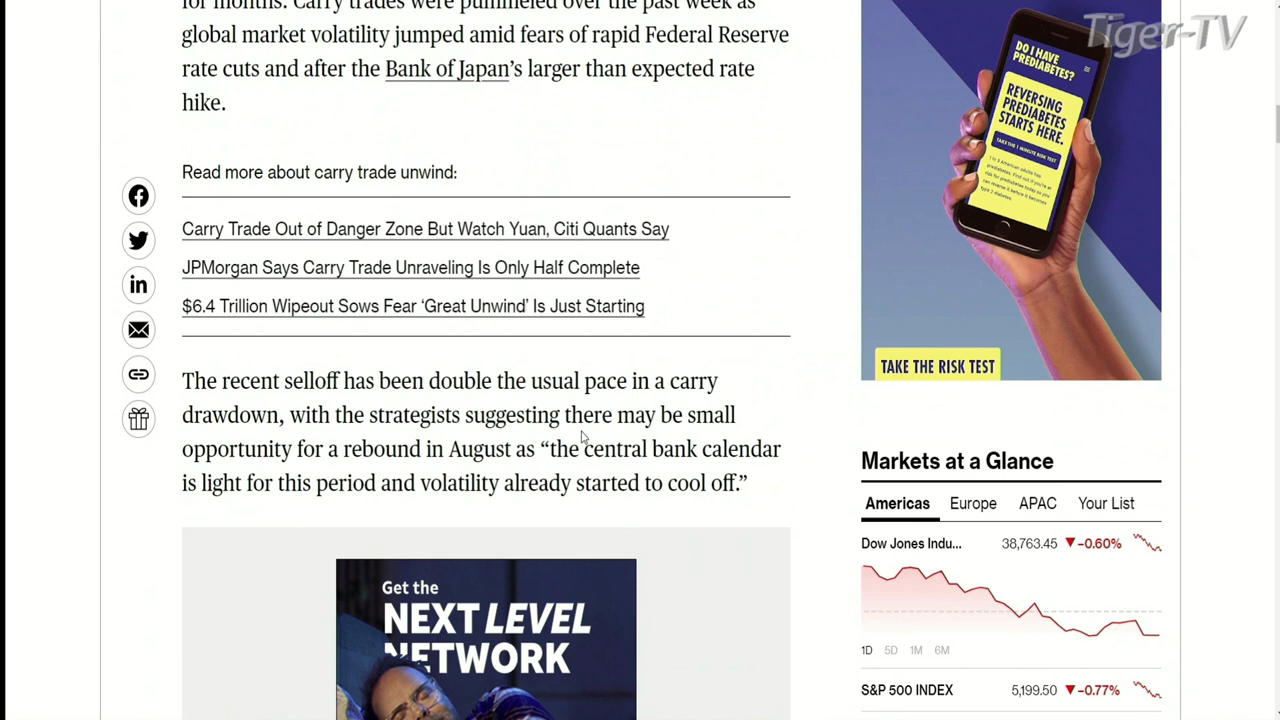 for months. Carry trades were pummeled over the past week as
global market volatility jumped amid fears of rapid Federal Reserve
rate cuts and after the Bank of Japan’s larger than expected rate
hike.
Read more about carry trade unwind:
Carry Trade Out of Danger Zone But Watch Yuan, Citi Quants Say
JPMorgan Says Carry Trade Unraveling Is Only Half Complete
$6.4 Trillion Wipeout Sows Fear ‘Great Unwind’ Is Just Starting
The recent selloff has been double the usual pace in a carry
drawdown, with the strategists suggesting there may be small
opportunity for a rebound in August as “the central bank calendar
is light for this period and volatility already started to cool off.”
Get the
NEXT LEVEL
NETWORK
Tiger-TV
DO I HAVE
PREDIABETES?
REVERSING
PREDIABETES
STARTS HERE.
TAKE THE 1 MINUTE RISK TEST
TAKE THE RISK TEST
Markets at a Glance
Americas Europe APAC Your List
Dow Jones Indu... 38,763.45 ▼ -0.60%
1D 5D 1M 6M
S&P 500 INDEX 5,199.50 ▼ -0.77%